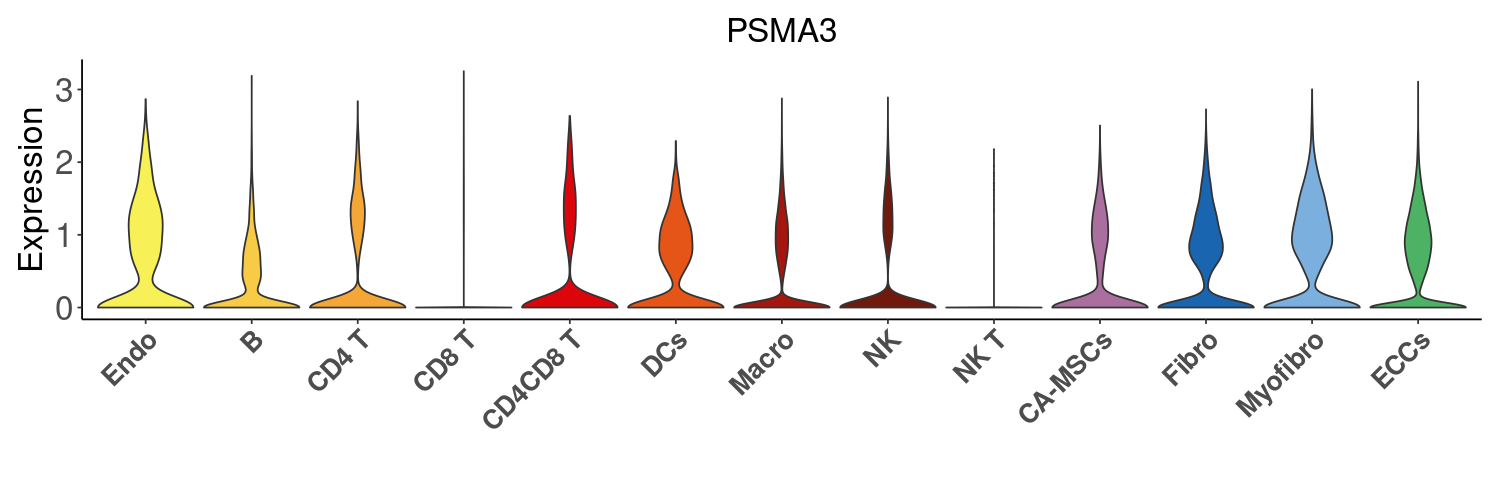 PSMA3
Expression
3
2
1
0
Endo
B
CD4 T
CD8 T
CD4CD8 T
DCs
Macro
NK
NK T
CA-MSCs
Fibro
Myofibro
ECCs